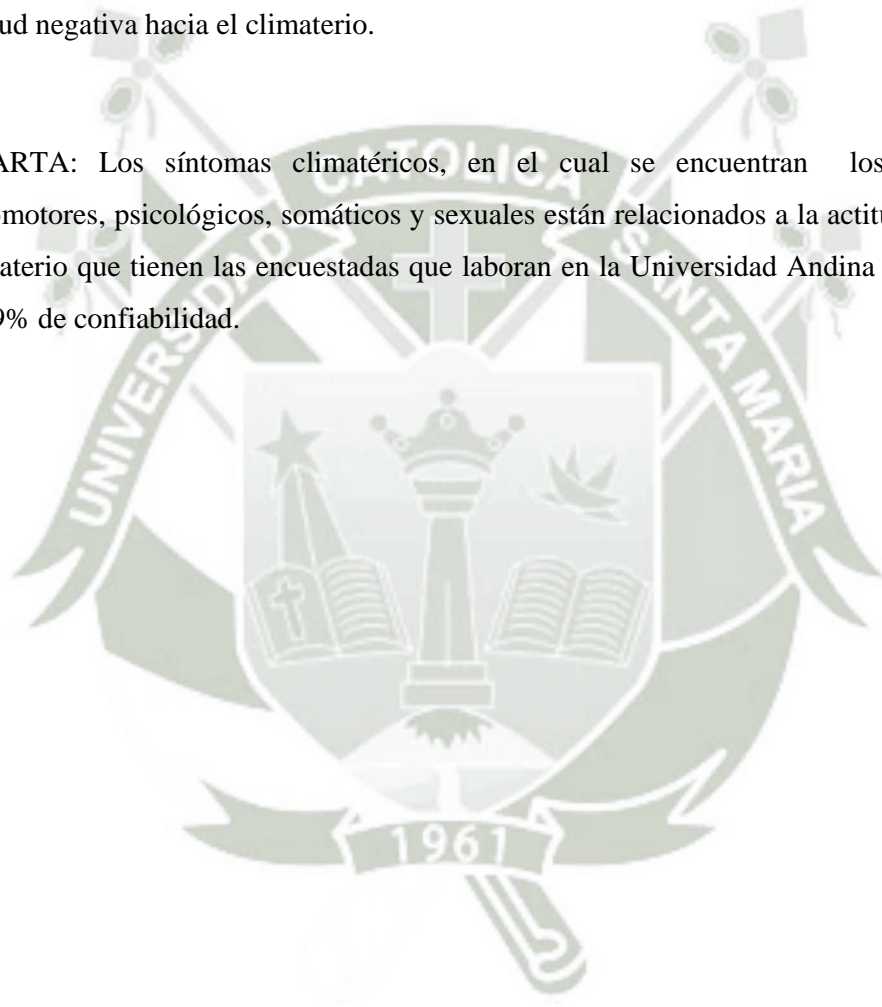 ud negativa hacia el climaterio.
ARTA: Los síntomas climatéricos, en el cual se encuentran los
omotores, psicológicos, somáticos y sexuales están relacionados a la actitu
aterio que tienen las encuestadas que laboran en la Universidad Andina
9% de confiabilidad.
UNIVERSIDAD CATOLICA SANTA MARIA
1961